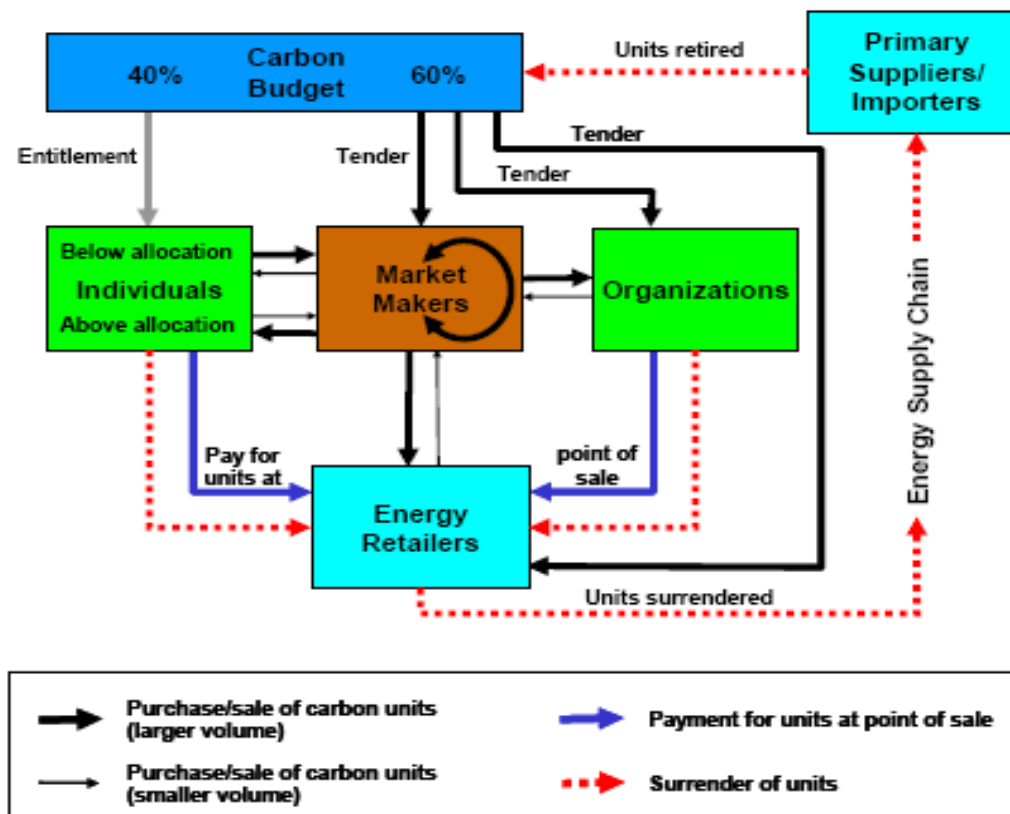 Carbon
Budget
40%
60%
Units retired
Primary
Suppliers/
Importers
Entitlement
Tender
Tender
Tender
Below allocation
Individuals
Above allocation
Market
Makers
Organizations
Energy Supply Chain
Pay for
units at
point of
sale
Energy
Retailers
Units surrendered
Purchase/sale of carbon units
(larger volume)
Purchase/sale of carbon units
(smaller volume)
Payment for units at point of sale
Surrender of units